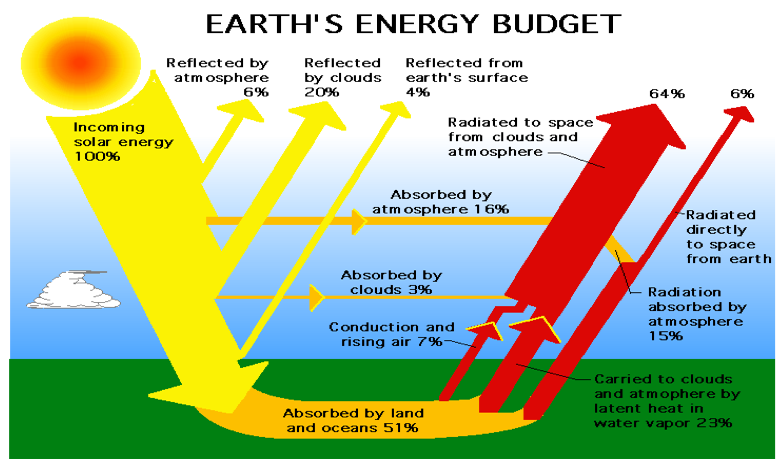 EARTH'S ENERGY BUDGET
Reflected by
atmosphere
6%
Reflected
by clouds
20%
Reflected from
earth's surface
4%
64%
6%
Incoming
solar energy
100%
Radiated to space
from clouds and
atmosphere
Absorbed by
atmosphere 16%
Radiated
directly
to space
from earth
Absorbed by
clouds 3%
Radiation
absorbed by
atmosphere
15%
Conduction and
rising air 7%
Carried to clouds
and atmophere by
latent heat in
water vapor 23%
Absorbed by land
and oceans 51%